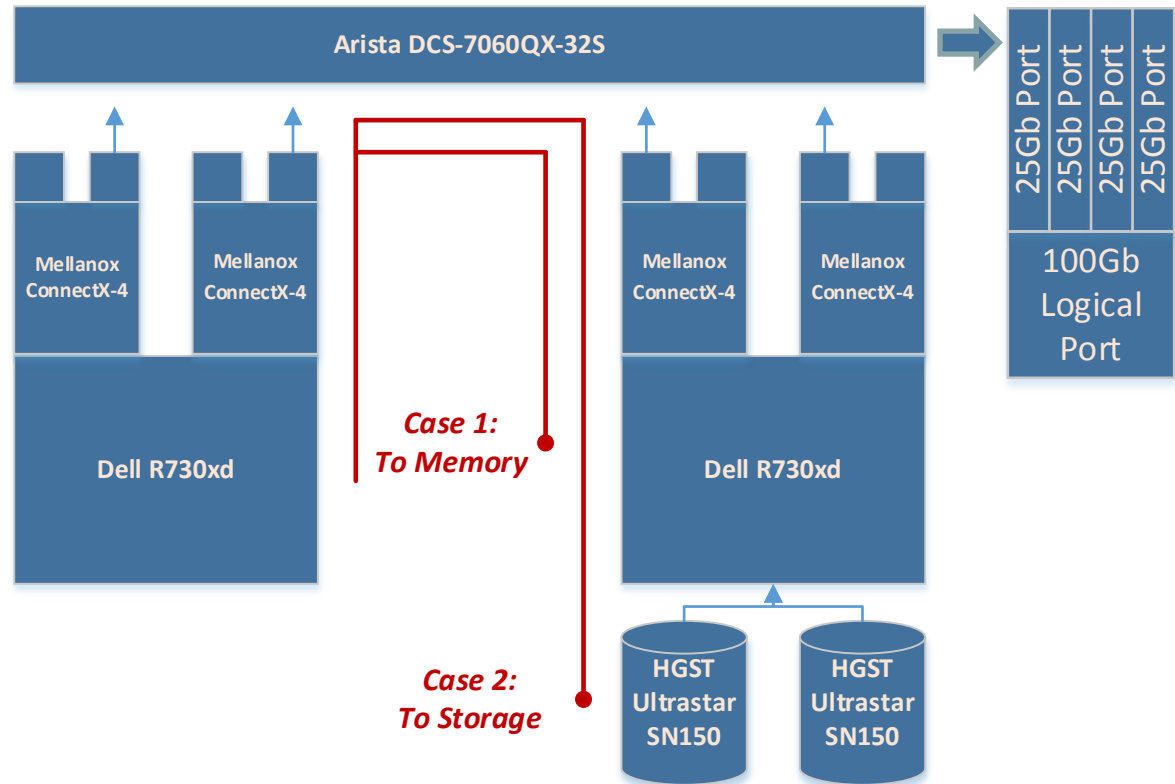 Arista DCS-7060QX-32S
25Gb Port
25Gb Port
25Gb Port
25Gb Port
100Gb
Logical
Port
Mellanox
ConnectX-4
Mellanox
ConnectX-4
Mellanox
ConnectX-4
Mellanox
ConnectX-4
Dell R730xd
Case 1:
To Memory
Dell R730xd
Case 2:
To Storage
HGST
Ultrastar
SN150
HGST
Ultrastar
SN150